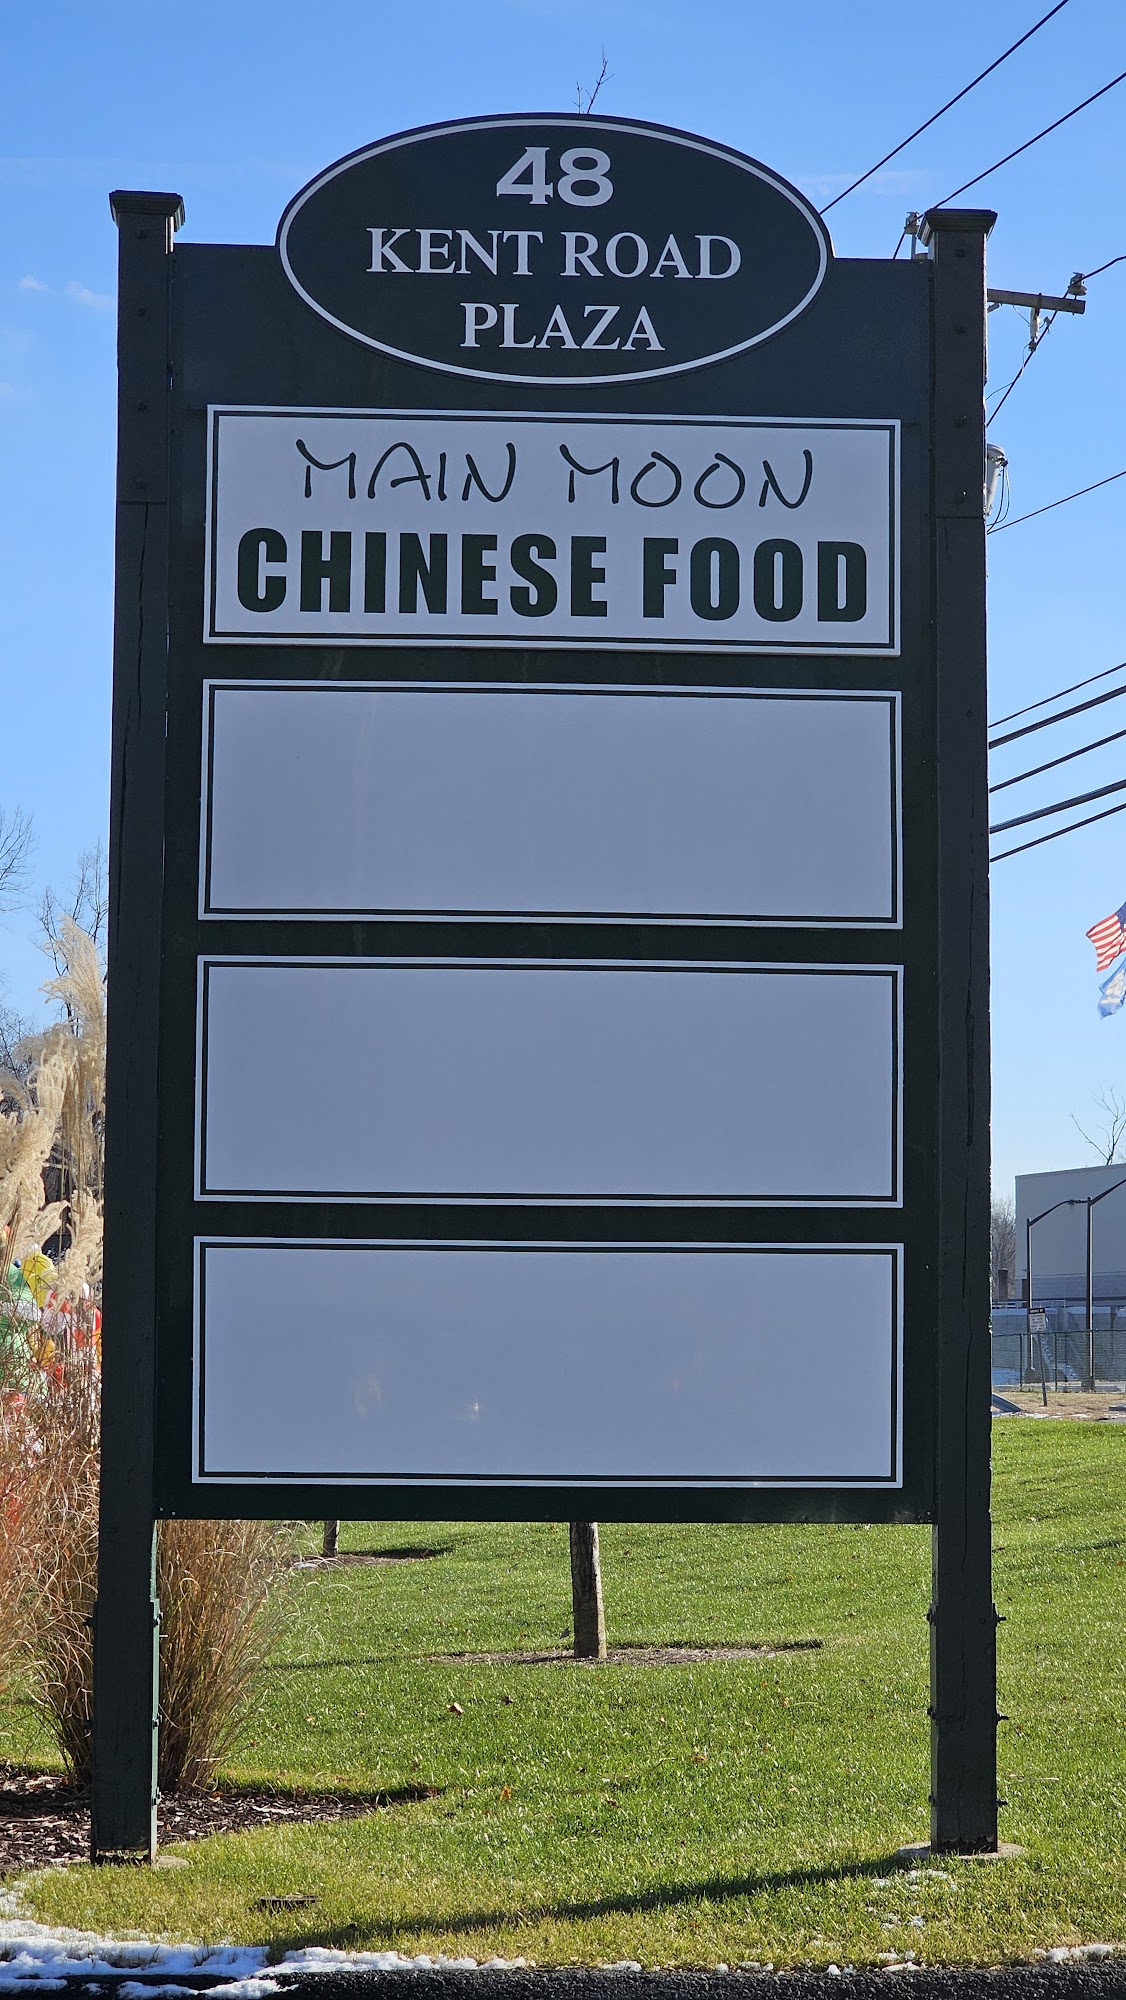 48
KENT ROAD
PLAZA
MAIN MOON
CHINESE FOOD